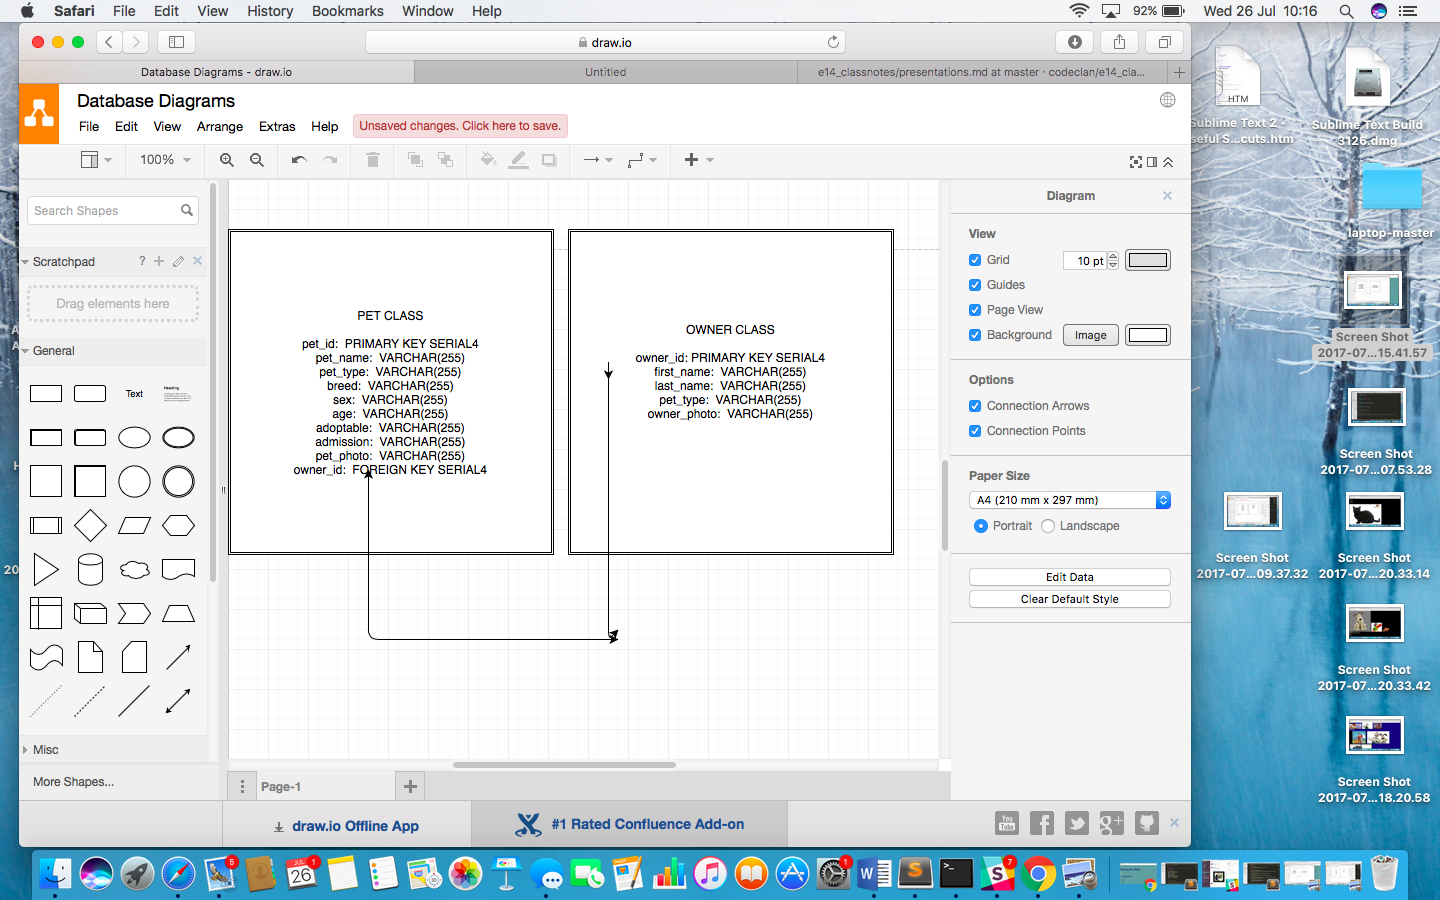 Safari File Edit View History Bookmarks Window Help
92% Wed 26 Jul 10:16
draw.io
Database Diagrams - draw.io
Untitled
e14_classnotes/presentations.md at master · codeclan/e14_cla...
Database Diagrams
File Edit View Arrange Extras Help
Unsaved changes. Click here to save.
100%
Search Shapes
Scratchpad
?
Drag elements here
General
Text
Heading
Misc
More Shapes...
PET CLASS
pet_id: PRIMARY KEY SERIAL4
pet_name: VARCHAR(255)
pet_type: VARCHAR(255)
breed: VARCHAR(255)
sex: VARCHAR(255)
age: VARCHAR(255)
adoptable: VARCHAR(255)
admission: VARCHAR(255)
pet_photo: VARCHAR(255)
owner_id: FOREIGN KEY SERIAL4
OWNER CLASS
owner_id: PRIMARY KEY SERIAL4
first_name: VARCHAR(255)
last_name: VARCHAR(255)
pet_type: VARCHAR(255)
owner_photo: VARCHAR(255)
Page-1
Diagram
View
Grid
10 pt
Guides
Page View
Background
Image
Options
Connection Arrows
Connection Points
Paper Size
A4 (210 mm x 297 mm)
Portrait
Landscape
Edit Data
Clear Default Style
draw.io Offline App
#1 Rated Confluence Add-on
You
Tube
g+
.HTM
Sublime Text 2 -
seful S...cuts.htm
Sublime Text Build
3126.dmg
laptop-master
Screen Shot
2017-07...15.41.57
Screen Shot
2017-07...07.53.28
Screen Shot
2017-07...09.37.32
Screen Shot
2017-07...20.33.14
Screen Shot
2017-07...20.33.42
Screen Shot
2017-07...18.20.58
20
5
JUL
26
1
1
W
S
7